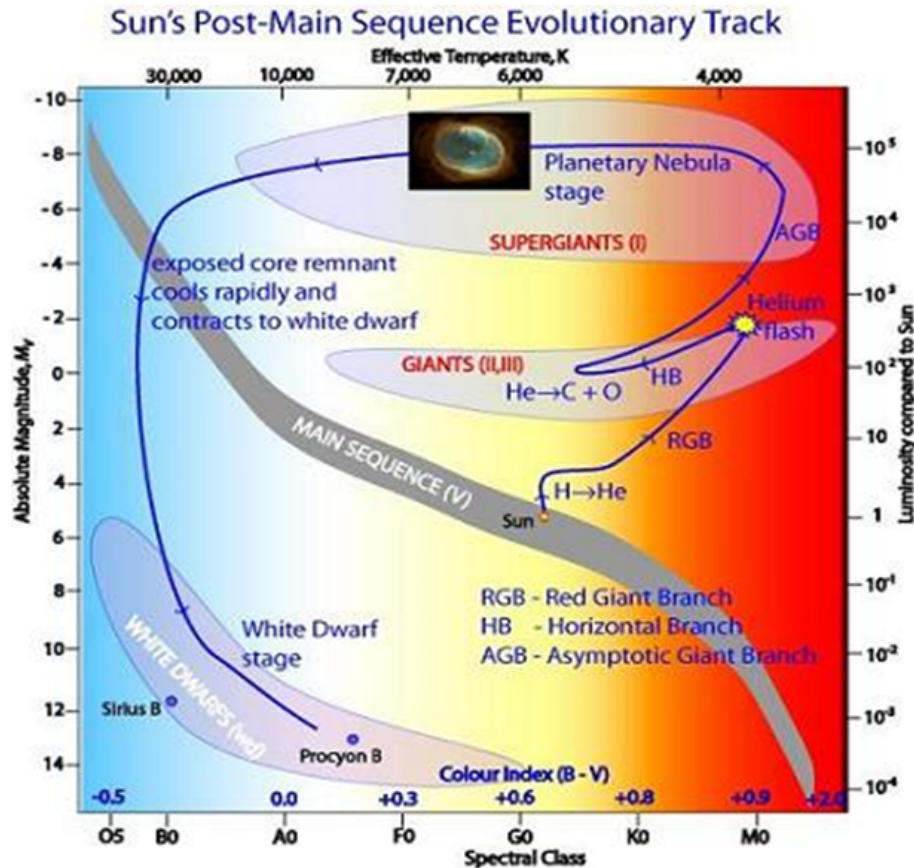 Sun's Post-Main Sequence Evolutionary Track
Effective Temperature, K
30,000 10,000 7,000 6,000 4,000
-10
-8
-6
-4
-2
0
2
4
6
8
10
12
14
Absolute Magnitude, Mv
10⁵
10⁴
10³
10²
10
1
10⁻¹
10⁻²
10⁻³
10⁻⁴
Luminosity compared to Sun
Planetary Nebula
stage
SUPERGIANTS (I)
AGB
exposed core remnant
cools rapidly and
contracts to white dwarf
Helium
flash
GIANTS (II,III)
HB
He→C + O
RGB
MAIN SEQUENCE (V)
H→He
Sun
RGB - Red Giant Branch
HB - Horizontal Branch
AGB - Asymptotic Giant Branch
White Dwarf
stage
WHITE DWARFS (wd)
Sirius B
Procyon B
Colour Index (B - V)
-0.5 0.0 +0.3 +0.6 +0.8 +0.9 +2.0
O5 B0 A0 F0 G0 K0 M0
Spectral Class